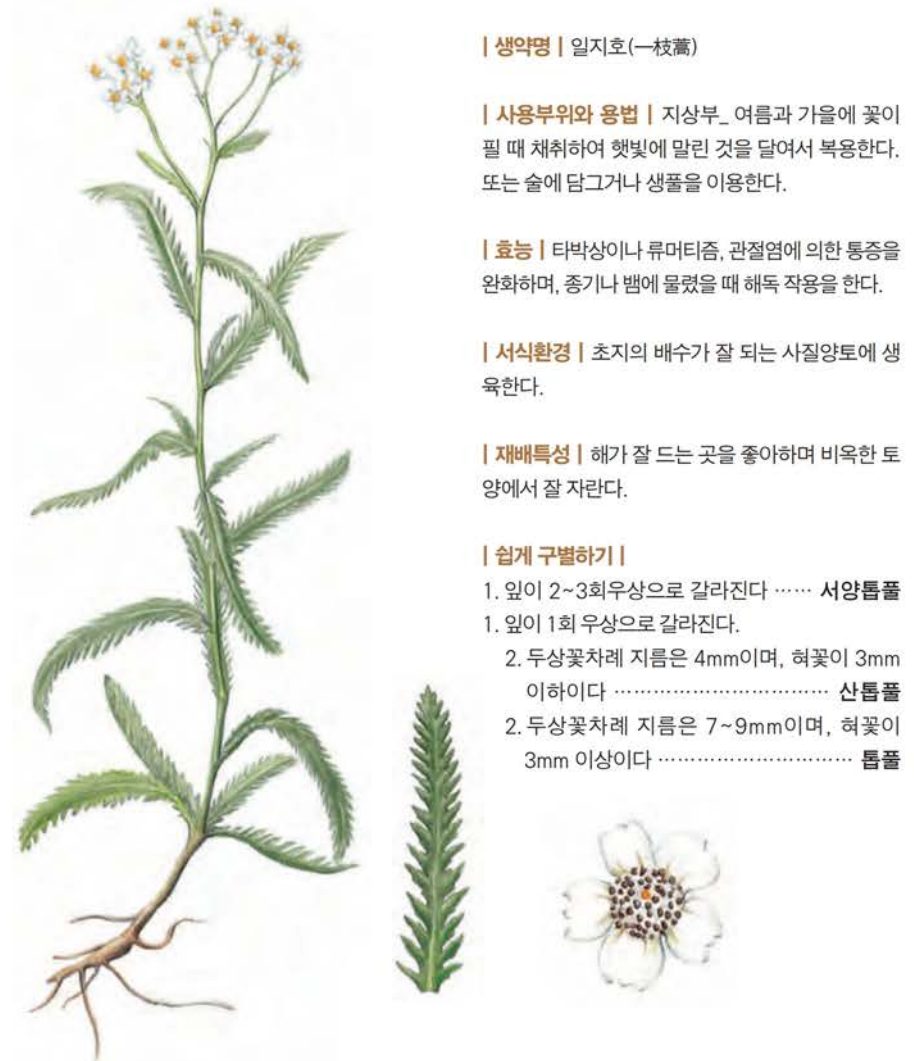 | 생약명 | 일지호(一枝蒿)
| 사용부위와 용법 | 지상부_ 여름과 가을에 꽃이
필 때 채취하여 햇빛에 말린 것을 달여서 복용한다.
또는 술에 담그거나 생풀을 이용한다.
| 효능 | 타박상이나 류머티즘, 관절염에 의한 통증을
완화하며, 종기나 뱀에 물렸을 때 해독 작용을 한다.
| 서식환경 | 초지의 배수가 잘 되는 사질양토에 생
육한다.
| 재배특성 | 해가 잘 드는 곳을 좋아하며 비옥한 토
양에서 잘 자란다.
| 쉽게 구별하기 |
1. 잎이 2~3회우상으로 갈라진다 …… 서양톱풀
1. 잎이 1회 우상으로 갈라진다.
2. 두상꽃차례 지름은 4mm이며, 혀꽃이 3mm
이하이다 …………………………… 산톱풀
2. 두상꽃차례 지름은 7~9mm이며, 혀꽃이
3mm 이상이다 ………………………… 톱풀